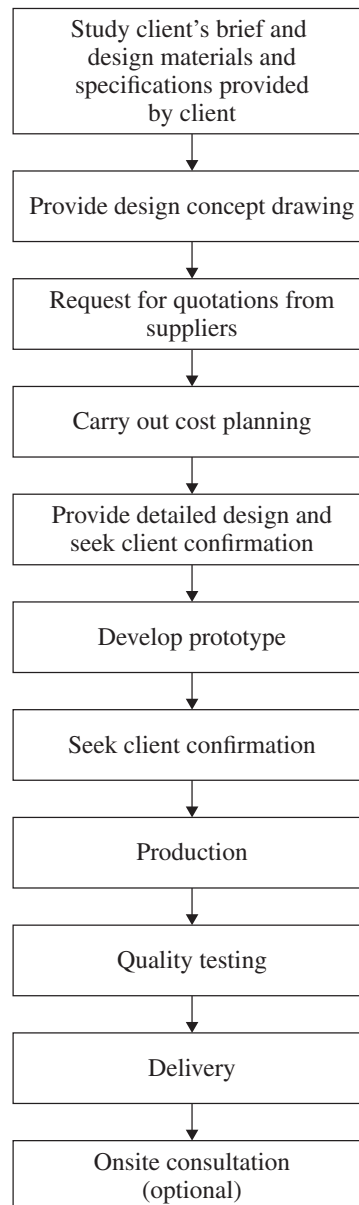 Study client’s brief and
design materials and
specifications provided
by client
Provide design concept drawing
Request for quotations from
suppliers
Carry out cost planning
Provide detailed design and
seek client confirmation
Develop prototype
Seek client confirmation
Production
Quality testing
Delivery
Onsite consultation
(optional)